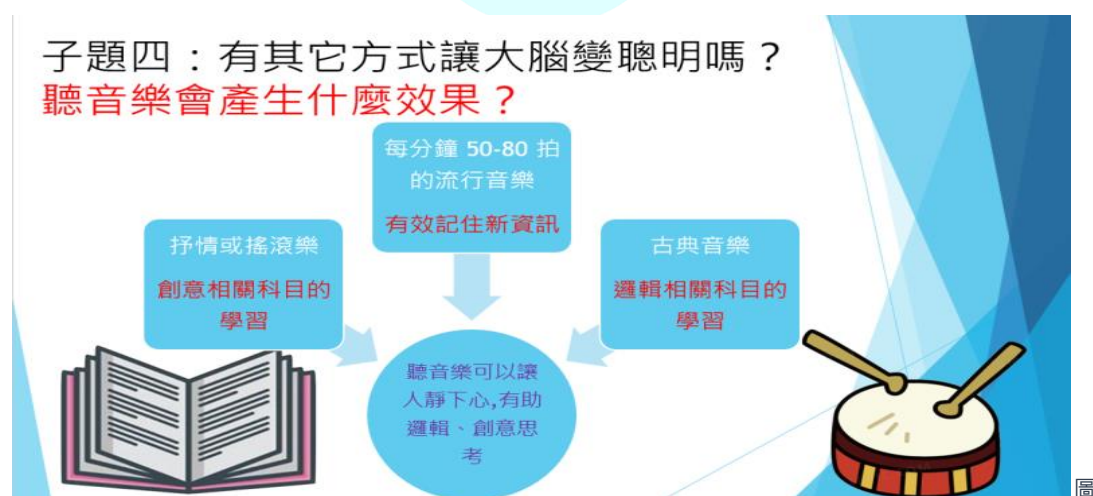 子題四：有其它方式讓大腦變聰明嗎？
聽音樂會產生什麼效果？
每分鐘 50-80 拍
的流行音樂
有效記住新資訊
抒情或搖滾樂
創意相關科目的
學習
古典音樂
邏輯相關科目的
學習
聽音樂可以讓
人靜下心,有助
邏輯、創意思
考
圖